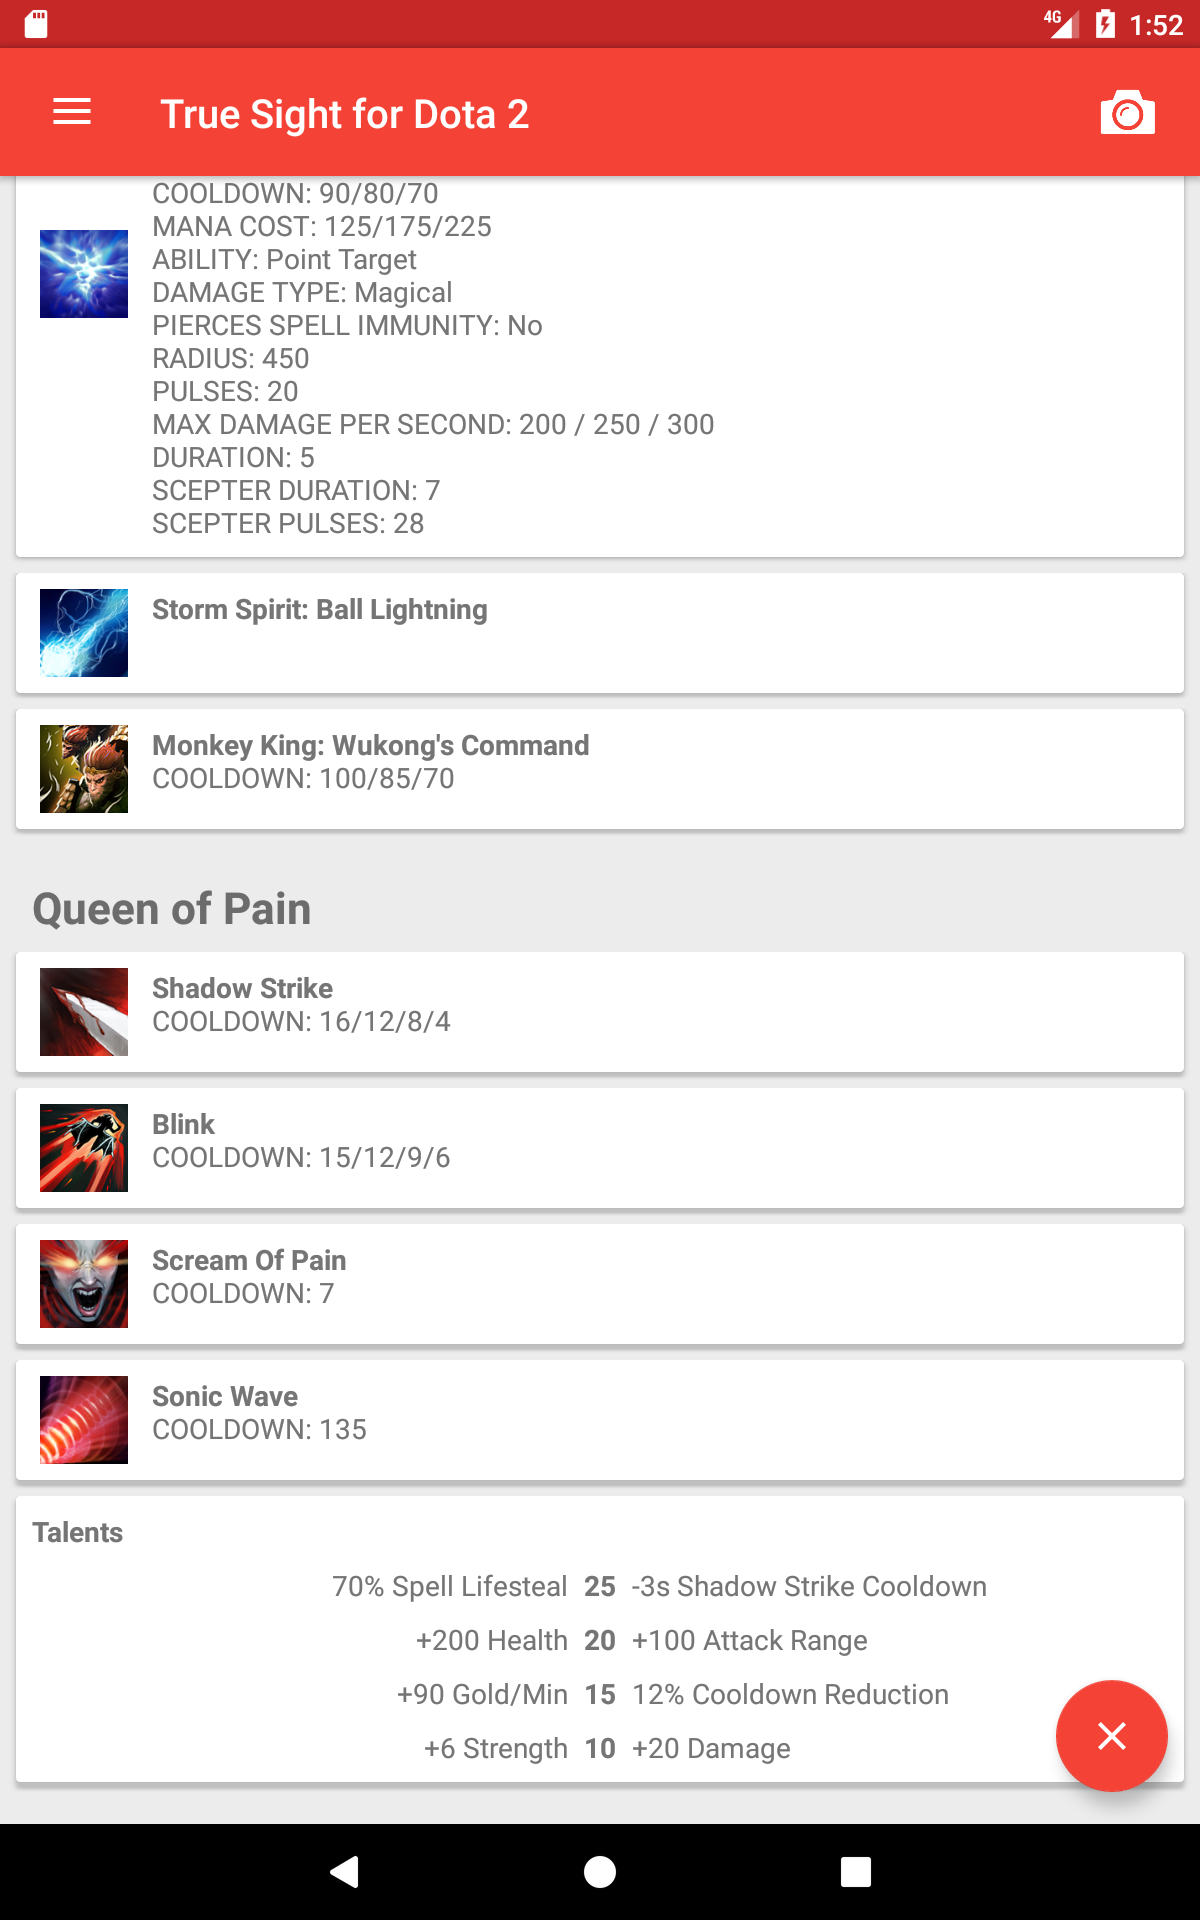 4G 1:52
True Sight for Dota 2
COOLDOWN: 90/80/70
MANA COST: 125/175/225
ABILITY: Point Target
DAMAGE TYPE: Magical
PIERCES SPELL IMMUNITY: No
RADIUS: 450
PULSES: 20
MAX DAMAGE PER SECOND: 200 / 250 / 300
DURATION: 5
SCEPTER DURATION: 7
SCEPTER PULSES: 28
Storm Spirit: Ball Lightning
Monkey King: Wukong's Command
COOLDOWN: 100/85/70
Queen of Pain
Shadow Strike
COOLDOWN: 16/12/8/4
Blink
COOLDOWN: 15/12/9/6
Scream Of Pain
COOLDOWN: 7
Sonic Wave
COOLDOWN: 135
Talents
70% Spell Lifesteal 25 -3s Shadow Strike Cooldown
+200 Health 20 +100 Attack Range
+90 Gold/Min 15 12% Cooldown Reduction
+6 Strength 10 +20 Damage